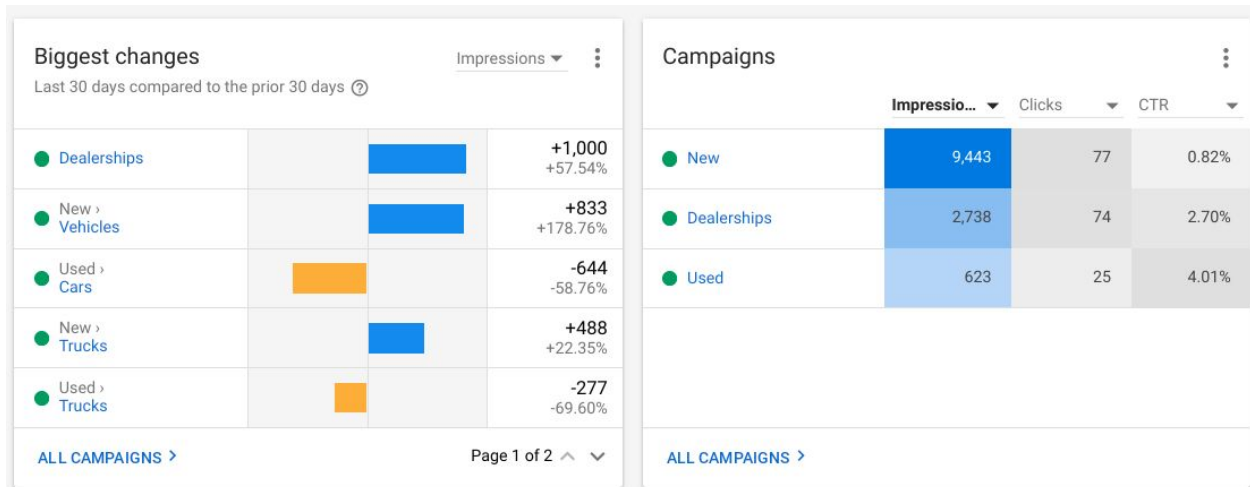 Biggest changes
Impressions
Last 30 days compared to the prior 30 days
Dealerships
+1,000
+57.54%
New ›
Vehicles
+833
+178.76%
Used ›
Cars
-644
-58.76%
New ›
Trucks
+488
+22.35%
Used ›
Trucks
-277
-69.60%
ALL CAMPAIGNS >
Page 1 of 2
Campaigns
Impressio... Clicks CTR
New 9,443 77 0.82%
Dealerships 2,738 74 2.70%
Used 623 25 4.01%
ALL CAMPAIGNS >